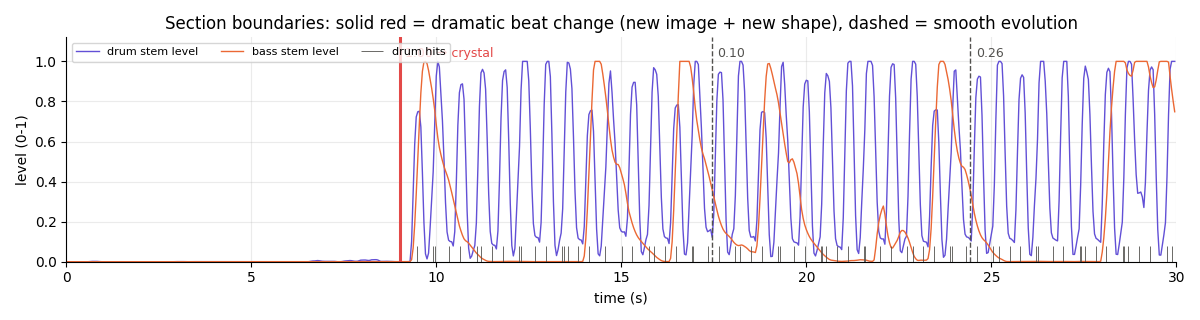 Section boundaries: solid red = dramatic beat change (new image + new shape), dashed = smooth evolution
drum stem level
bass stem level
drum hits
crystal
0.10
0.26
level (0-1)
1.0
0.8
0.6
0.4
0.2
0.0
0
5
10
15
20
25
30
time (s)